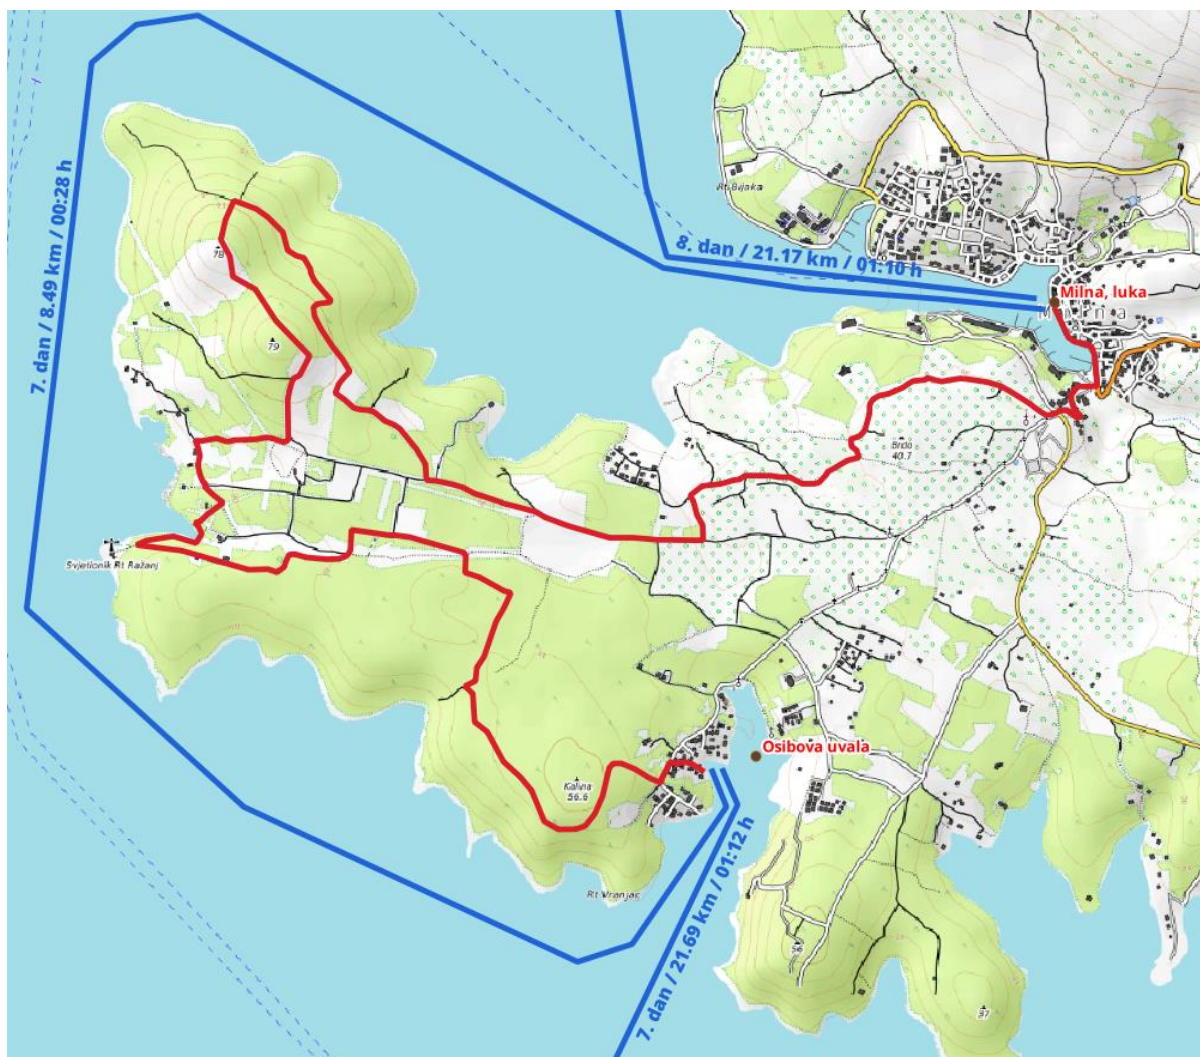 Rt Bijaka
8. dan / 21.17 km / 01:10 h
Milna, luka
7. dan / 8.49 km / 00:28 h
78
79
Brdo
40.7
Svjetionik Rt Ražanj
Osibova uvala
Kalina
56.6
Rt Vranjac
7. dan / 21.69 km / 01:12 h
56
37